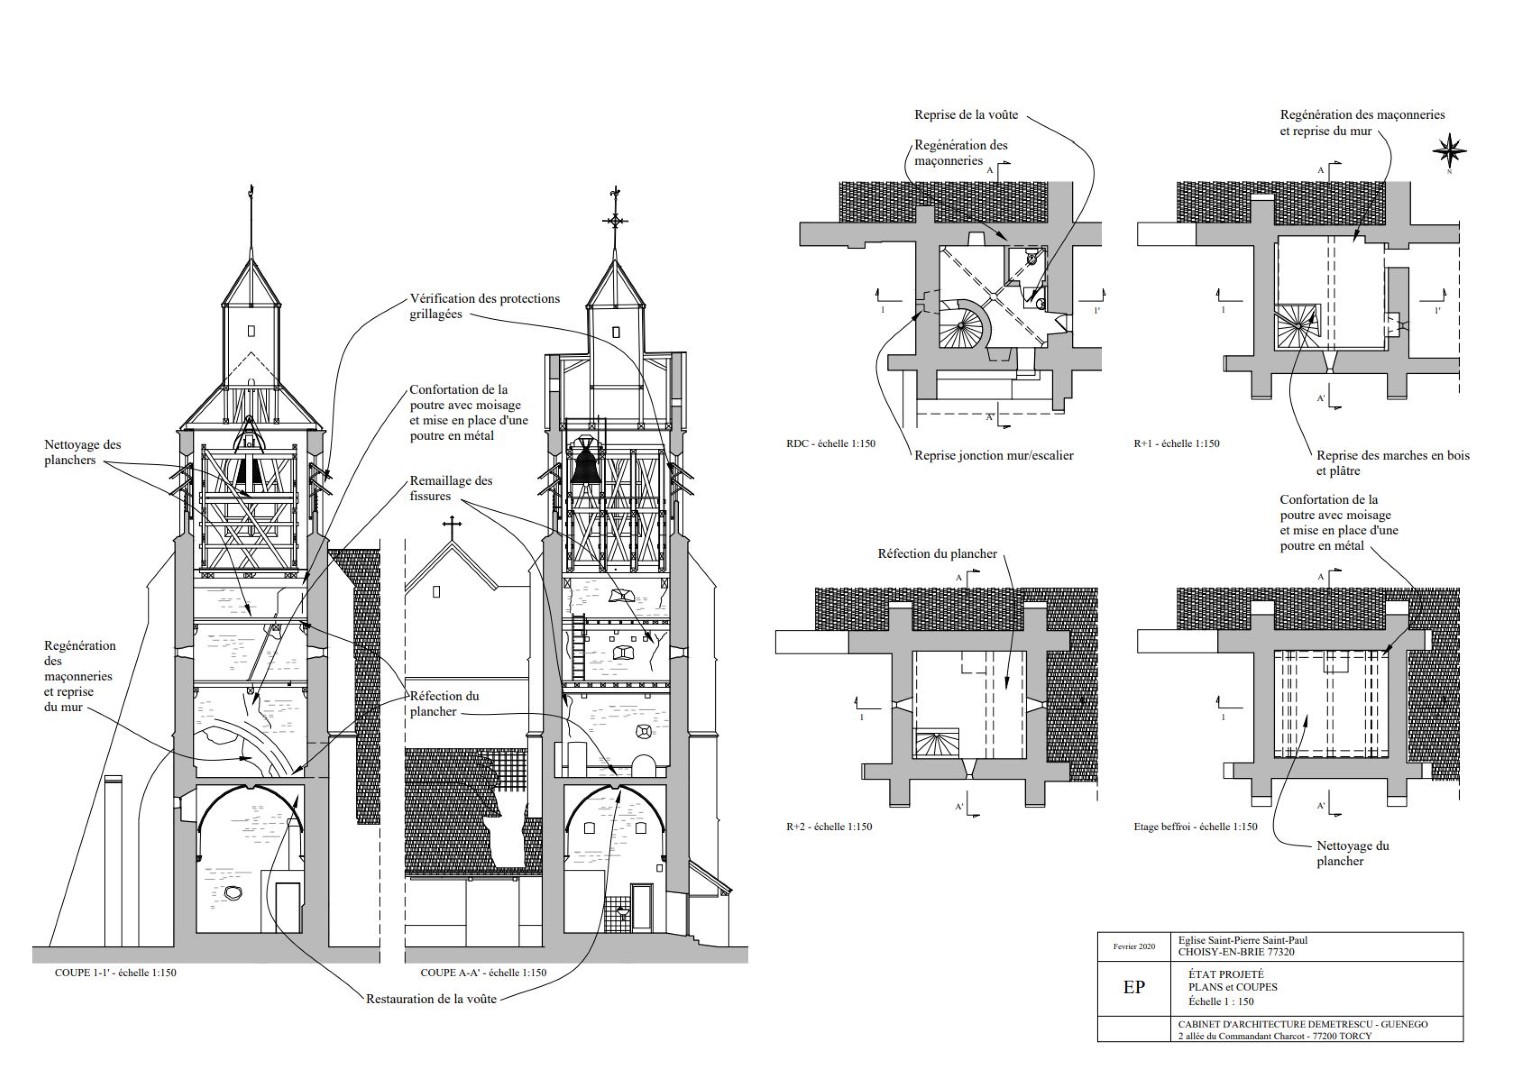 Vérification des protections
grillagées
Confortation de la
poutre avec moisage
et mise en place d'une
poutre en métal
Nettoyage des
planchers
Remaillage des
fissures
Regénération
des
maçonneries
et reprise
du mur
Réfection du
plancher
COUPE 1-1' - échelle 1:150
COUPE A-A' - échelle 1:150
Restauration de la voûte
Reprise de la voûte
Regénération des
maçonneries
A
1
1'
A'
RDC - échelle 1:150
Reprise jonction mur/escalier
Regénération des maçonneries
et reprise du mur
N
A
1
1'
A'
R+1 - échelle 1:150
Reprise des marches en bois
et plâtre
Réfection du plancher
A
1
A'
R+2 - échelle 1:150
Confortation de la
poutre avec moisage
et mise en place d'une
poutre en métal
A
1
A'
Etage beffroi - échelle 1:150
Nettoyage du
plancher
Fevrier 2020
Eglise Saint-Pierre Saint-Paul
CHOISY-EN-BRIE 77320
EP
ÉTAT PROJETÉ
PLANS et COUPES
Échelle 1 : 150
CABINET D'ARCHITECTURE DEMETRESCU - GUENEGO
2 allée du Commandant Charcot - 77200 TORCY